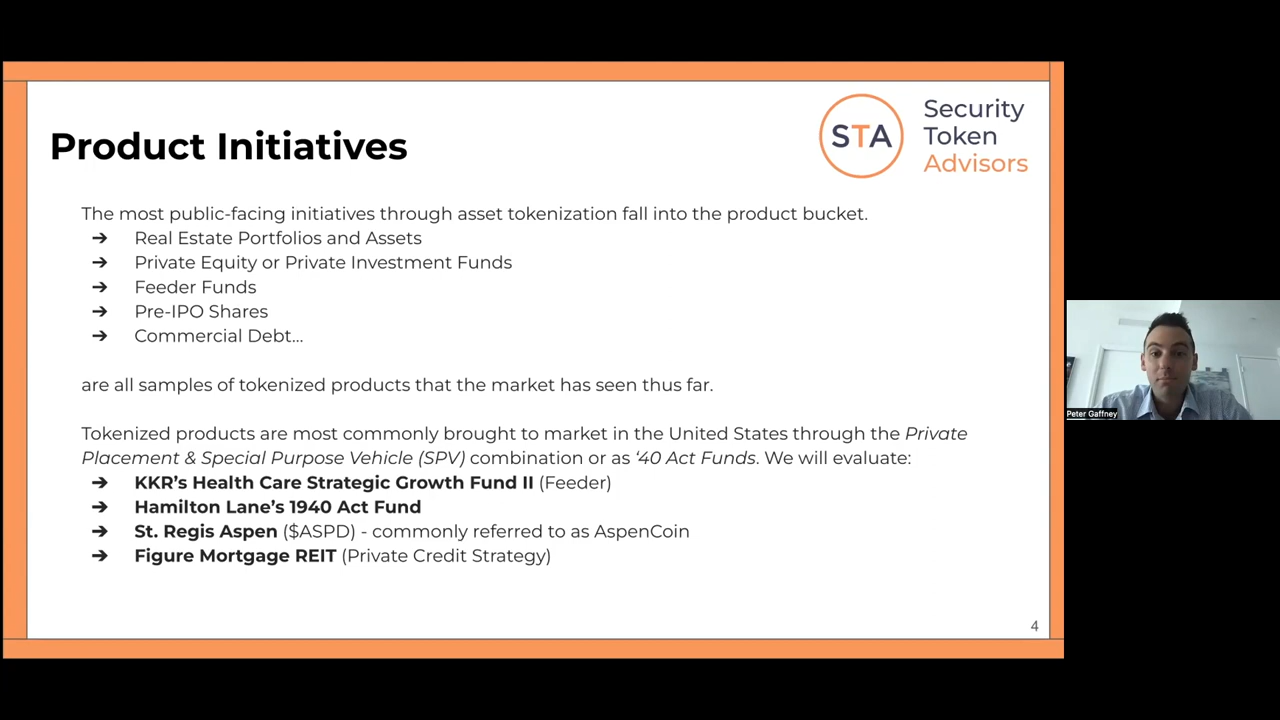 Product Initiatives
STA
Security
Token
Advisors
The most public-facing initiatives through asset tokenization fall into the product bucket.
➔ Real Estate Portfolios and Assets
➔ Private Equity or Private Investment Funds
➔ Feeder Funds
➔ Pre-IPO Shares
➔ Commercial Debt...
are all samples of tokenized products that the market has seen thus far.
Tokenized products are most commonly brought to market in the United States through the Private
Placement & Special Purpose Vehicle (SPV) combination or as ‘40 Act Funds. We will evaluate:
➔ KKR’s Health Care Strategic Growth Fund II (Feeder)
➔ Hamilton Lane’s 1940 Act Fund
➔ St. Regis Aspen ($ASPD) - commonly referred to as AspenCoin
➔ Figure Mortgage REIT (Private Credit Strategy)
4
Peter Gaffney